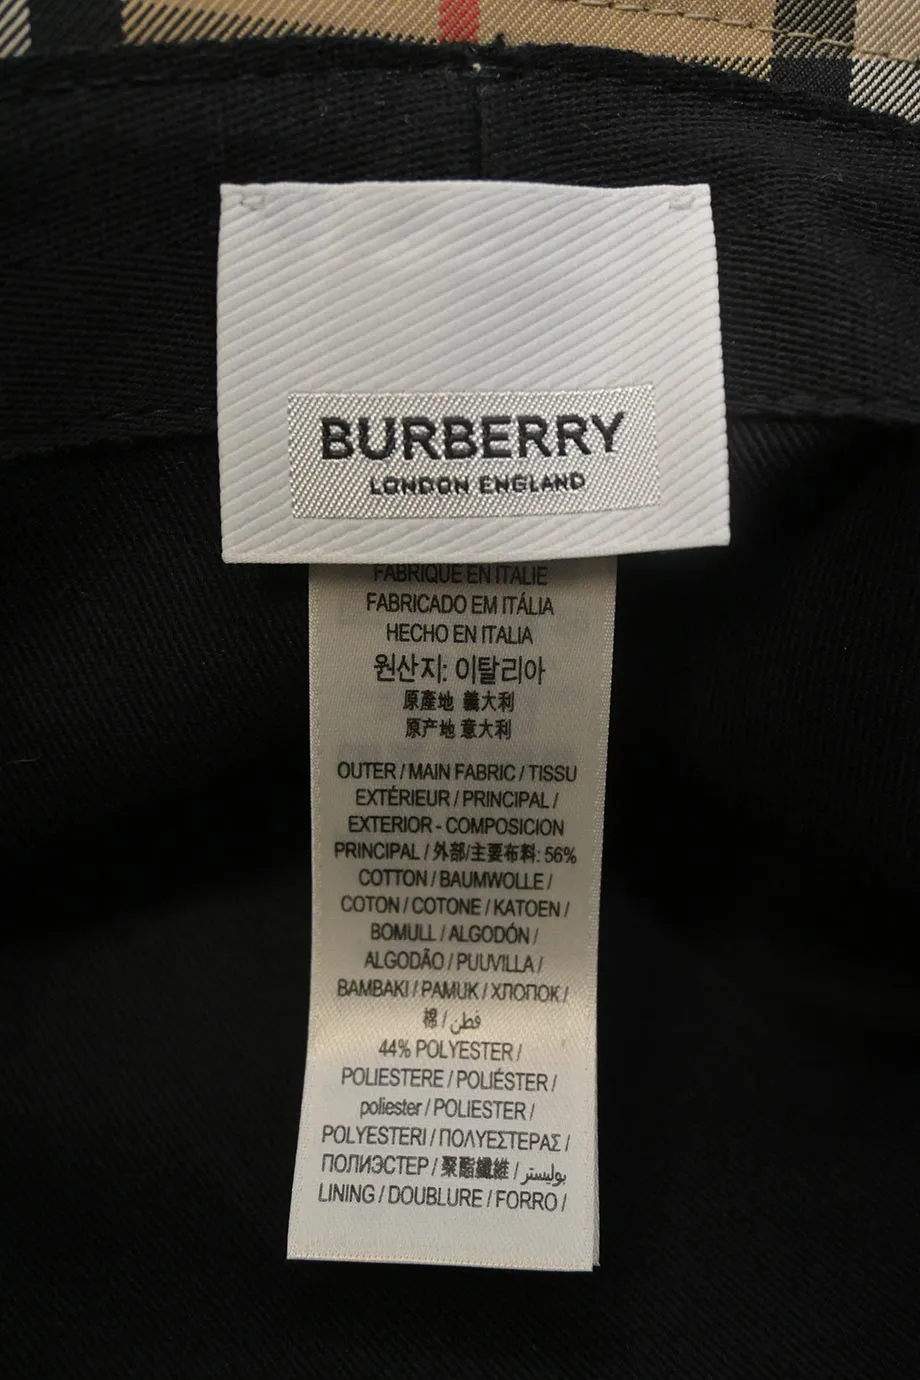 BURBERRY
LONDON ENGLAND
FABRIQUE EN ITALIE
FABRICADO EM ITÁLIA
HECHO EN ITALIA
원산지: 이탈리아
原產地 義大利
原产地 意大利
OUTER / MAIN FABRIC / TISSU
EXTÉRIEUR / PRINCIPAL /
EXTERIOR - COMPOSICION
PRINCIPAL / 外部/主要布料: 56%
COTTON / BAUMWOLLE /
COTON / COTONE / KATOEN /
BOMULL / ALGODÓN /
ALGODÃO / PUUVILLA /
BAMBAKI / PAMUK / ХЛОПОК /
棉 / قطن /
44% POLYESTER /
POLIESTERE / POLIÉSTER /
poliester / POLIESTER /
POLYESTERI / ΠΟΛΥΕΣΤΕΡΑΣ /
ПОЛИЭСТЕР / 聚酯纖維 / بوليستر
LINING / DOUBLURE / FORRO /